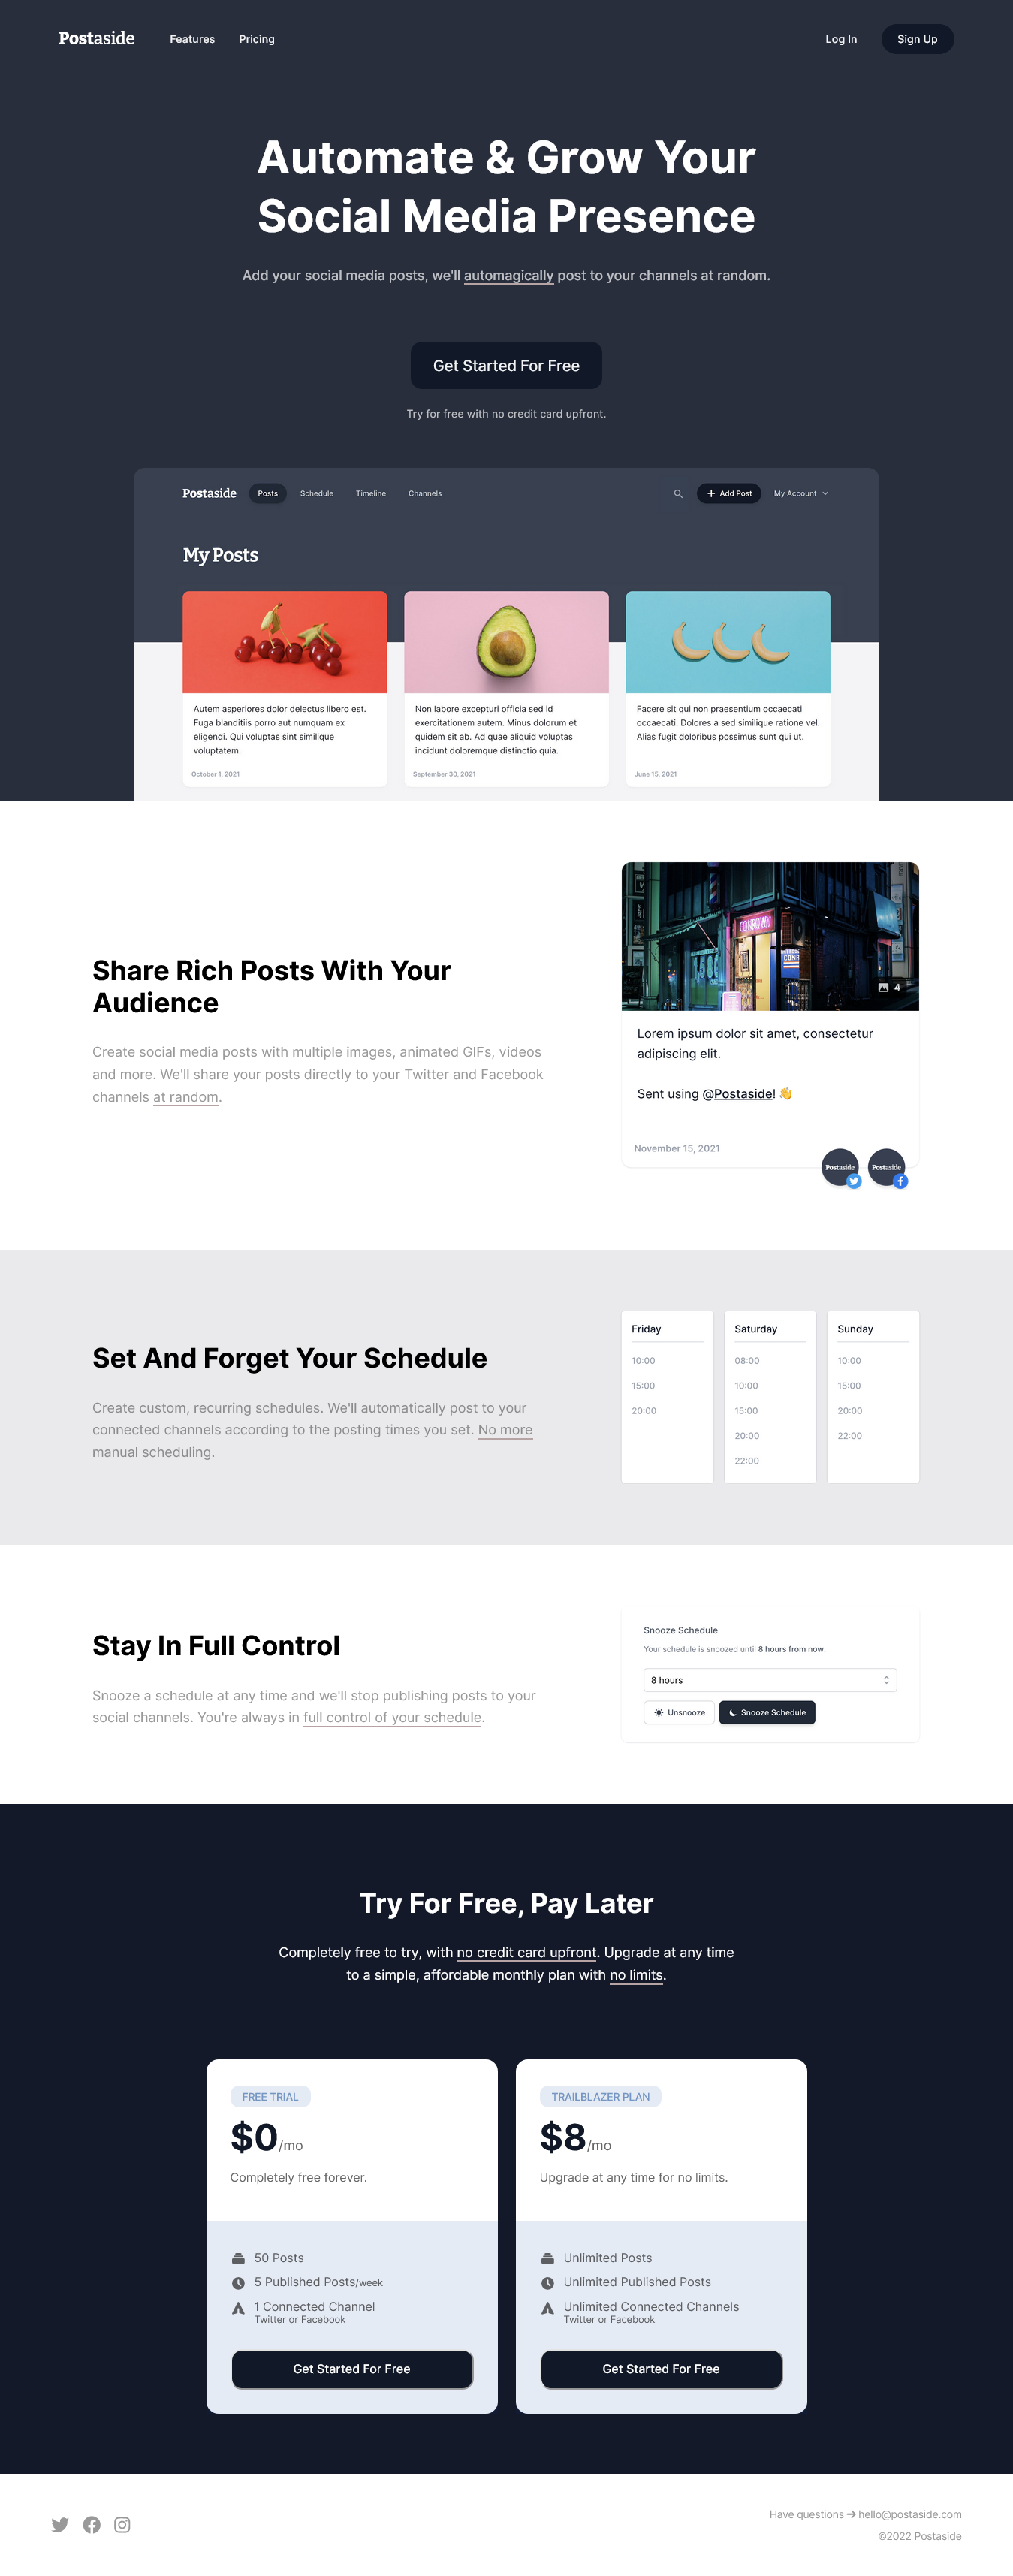 Postaside Features Pricing Log In Sign Up
Automate & Grow Your
Social Media Presence
Add your social media posts, we'll automagically post to your channels at random.
Get Started For Free
Try for free with no credit card upfront.
Postaside Posts Schedule Timeline Channels Add Post My Account
My Posts
Autem asperiores dolor delectus libero est.
Fuga blanditiis porro aut numquam ex
eligendi. Qui voluptas sint similique
voluptatem.
October 1, 2021
Non labore excepturi officia sed id
exercitationem autem. Minus dolorum et
quidem sit ab. Ad quae aliquid voluptas
incidunt doloremque distinctio quia.
September 30, 2021
Facere sit qui non praesentium occaecati
occaecati. Dolores a sed similique ratione vel.
Alias fugit doloribus possimus sunt qui ut.
June 15, 2021
Share Rich Posts With Your
Audience
Create social media posts with multiple images, animated GIFs, videos
and more. We'll share your posts directly to your Twitter and Facebook
channels at random.
4
Lorem ipsum dolor sit amet, consectetur
adipiscing elit.
Sent using @Postaside! 👋
November 15, 2021
Postaside Postaside
Set And Forget Your Schedule
Create custom, recurring schedules. We'll automatically post to your
connected channels according to the posting times you set. No more
manual scheduling.
Friday
10:00
15:00
20:00
Saturday
08:00
10:00
15:00
20:00
22:00
Sunday
10:00
15:00
20:00
22:00
Stay In Full Control
Snooze a schedule at any time and we'll stop publishing posts to your
social channels. You're always in full control of your schedule.
Snooze Schedule
Your schedule is snoozed until 8 hours from now.
8 hours
Unsnooze Snooze Schedule
Try For Free, Pay Later
Completely free to try, with no credit card upfront. Upgrade at any time
to a simple, affordable monthly plan with no limits.
FREE TRIAL
$0/mo
Completely free forever.
50 Posts
5 Published Posts/week
1 Connected Channel
Twitter or Facebook
Get Started For Free
TRAILBLAZER PLAN
$8/mo
Upgrade at any time for no limits.
Unlimited Posts
Unlimited Published Posts
Unlimited Connected Channels
Twitter or Facebook
Get Started For Free
Have questions → hello@postaside.com
©2022 Postaside